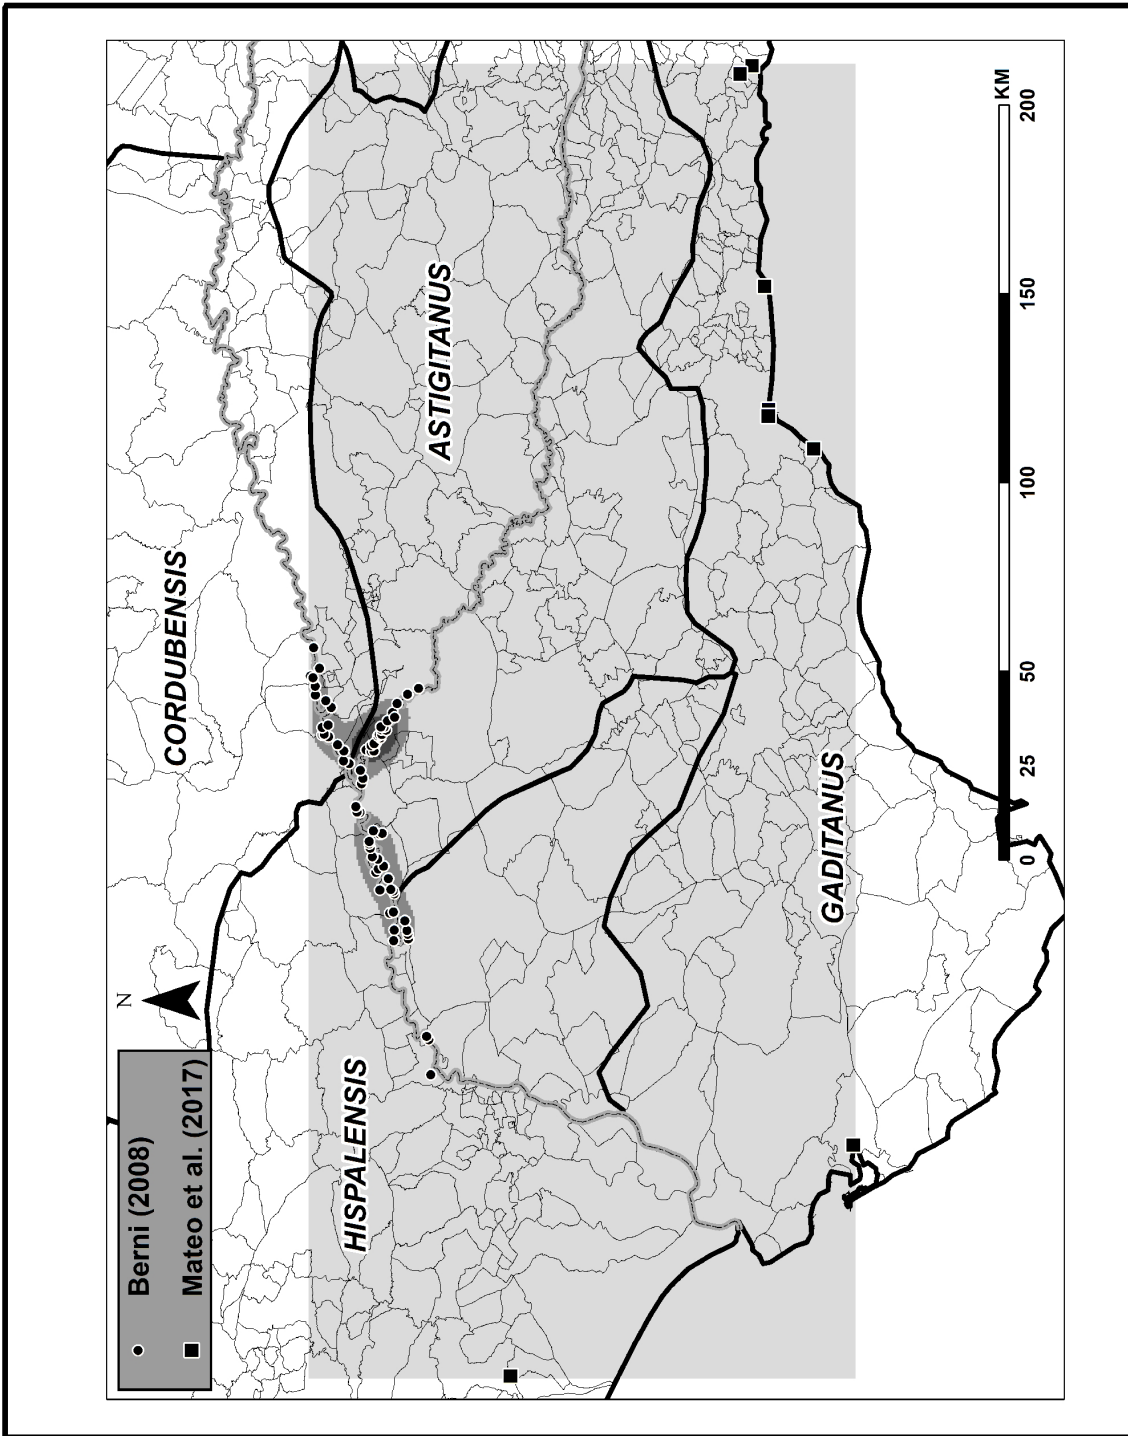 Berni (2008)
Mateo et al. (2017)
N
CORDUBENSIS
HISPALENSIS
ASTIGITANUS
GADITANUS
0 25 50 100 150 200
KM